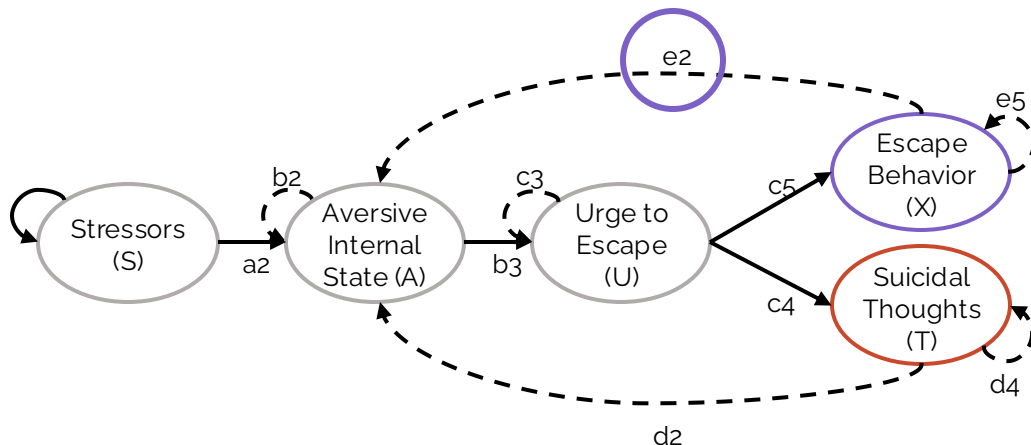 e2
e5
Escape
Behavior
(X)
b2
c3
c5
Stressors
(S)
a2
Aversive
Internal
State (A)
b3
Urge to
Escape
(U)
c4
Suicidal
Thoughts
(T)
d4
d2